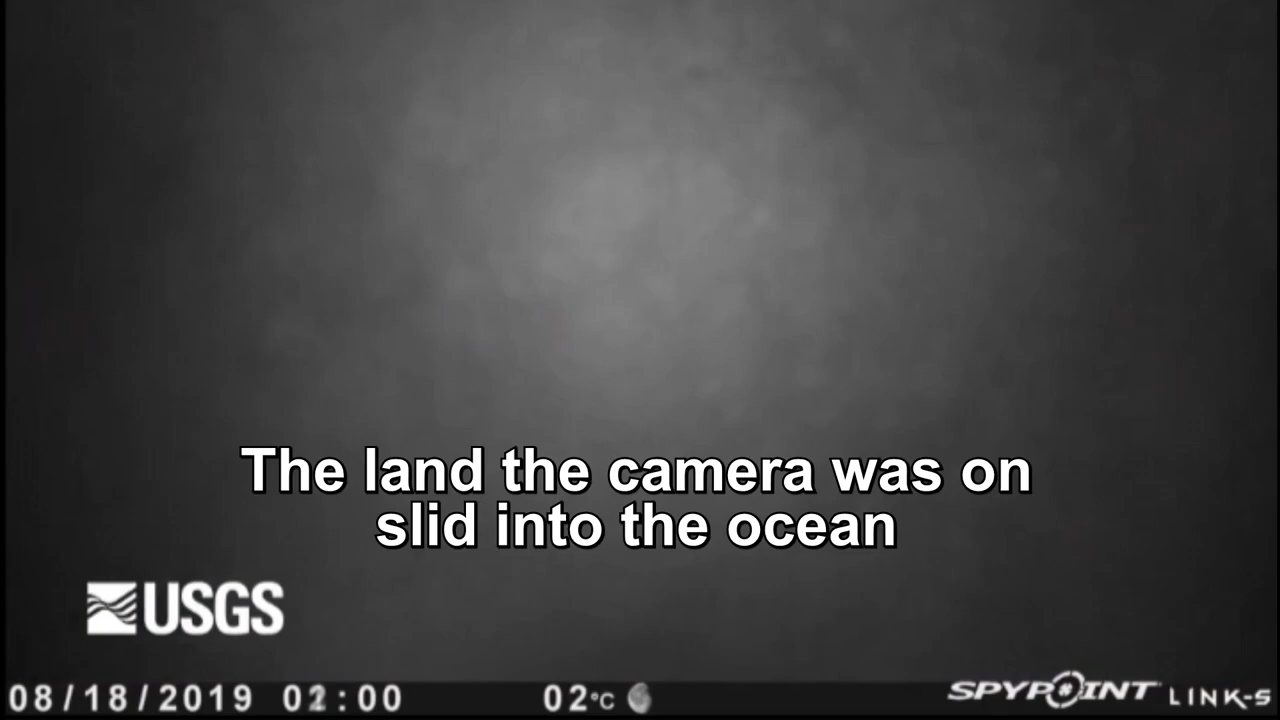 The land the camera was on
slid into the ocean
USGS
08/18/2019 02:00 02°C SPYPOINT LINK-S